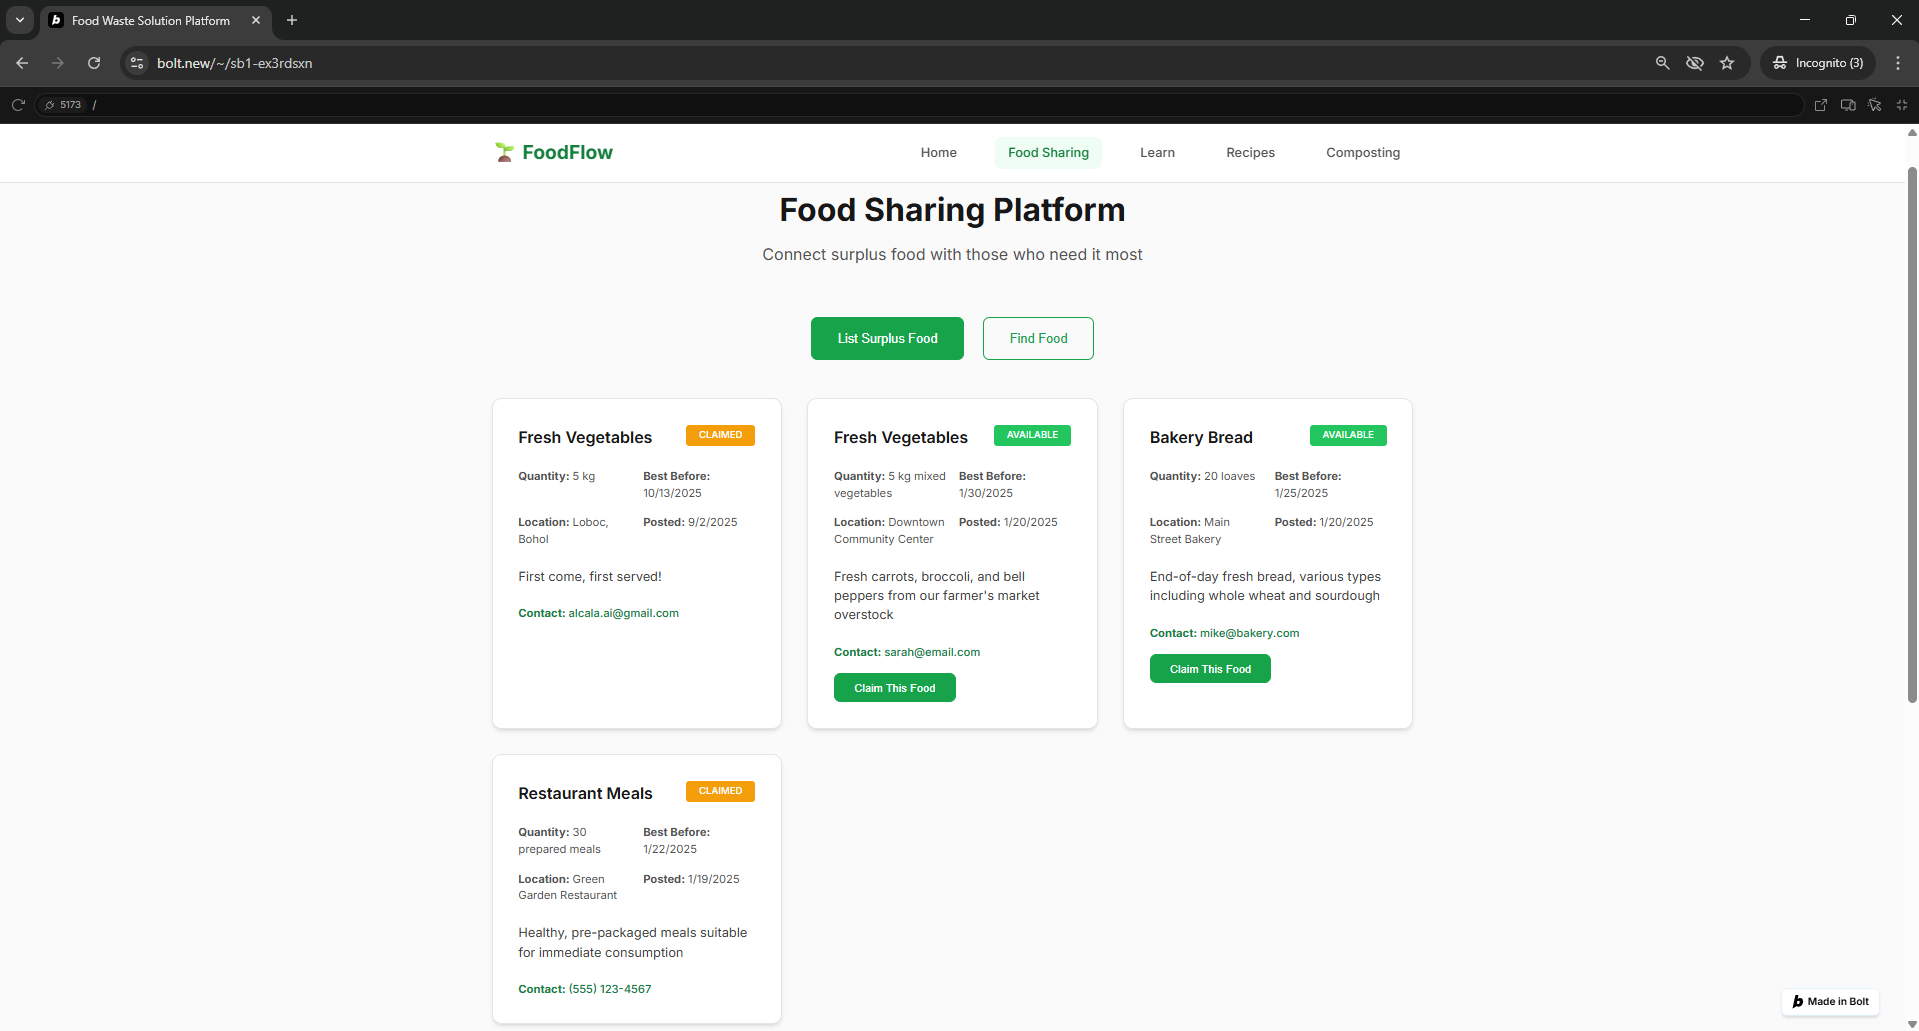 Food Waste Solution Platform
bolt.new/~/sb1-ex3rdsxn
Incognito (3)
5173 /
FoodFlow
Home
Food Sharing
Learn
Recipes
Composting
Food Sharing Platform
Connect surplus food with those who need it most
List Surplus Food
Find Food
Fresh Vegetables
CLAIMED
Quantity: 5 kg
Best Before:
10/13/2025
Location: Loboc,
Bohol
Posted: 9/2/2025
First come, first served!
Contact: alcala.ai@gmail.com
Fresh Vegetables
AVAILABLE
Quantity: 5 kg mixed
vegetables
Best Before:
1/30/2025
Location: Downtown
Community Center
Posted: 1/20/2025
Fresh carrots, broccoli, and bell
peppers from our farmer's market
overstock
Contact: sarah@email.com
Claim This Food
Bakery Bread
AVAILABLE
Quantity: 20 loaves
Best Before:
1/25/2025
Location: Main
Street Bakery
Posted: 1/20/2025
End-of-day fresh bread, various types
including whole wheat and sourdough
Contact: mike@bakery.com
Claim This Food
Restaurant Meals
CLAIMED
Quantity: 30
prepared meals
Best Before:
1/22/2025
Location: Green
Garden Restaurant
Posted: 1/19/2025
Healthy, pre-packaged meals suitable
for immediate consumption
Contact: (555) 123-4567
b Made in Bolt